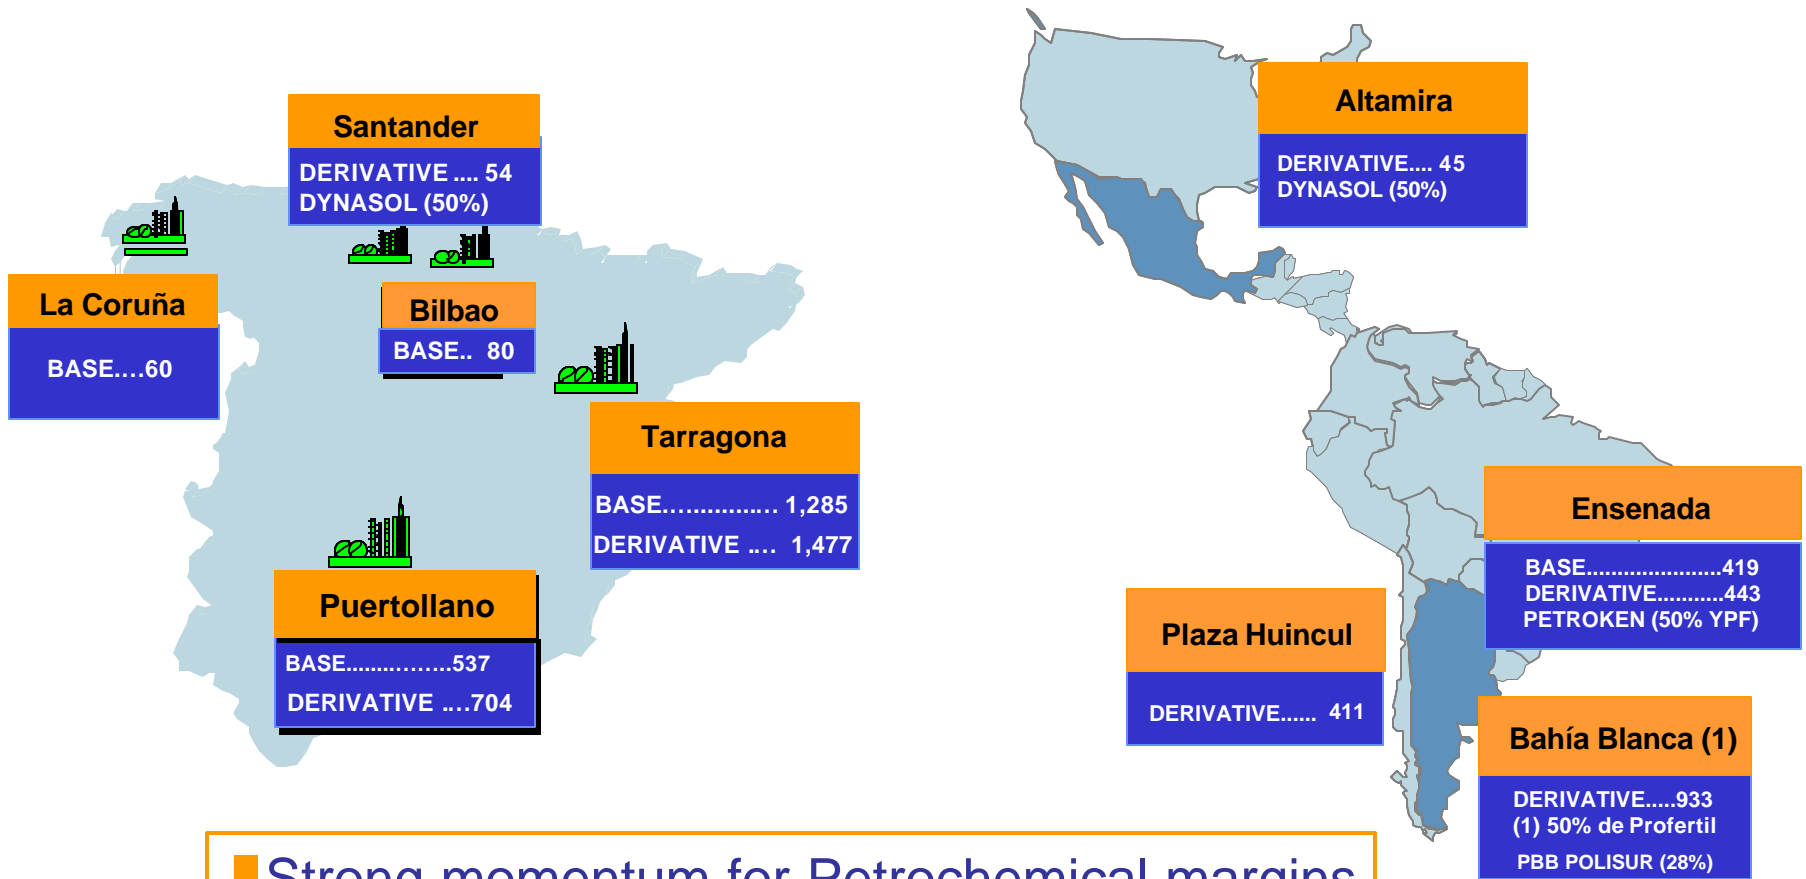 Santander
DERIVATIVE .... 54
DYNASOL (50%)
La Coruña
BASE....60
Bilbao
BASE.. 80
Tarragona
BASE................ 1,285
DERIVATIVE .... 1,477
Puertollano
BASE...............537
DERIVATIVE ....704
Altamira
DERIVATIVE.... 45
DYNASOL (50%)
Ensenada
BASE......................419
DERIVATIVE...........443
PETROKEN (50% YPF)
Plaza Huincul
DERIVATIVE...... 411
Bahía Blanca (1)
DERIVATIVE.....933
(1) 50% de Profertil
PBB POLISUR (28%)
Strong momentum for Petrochemical margins